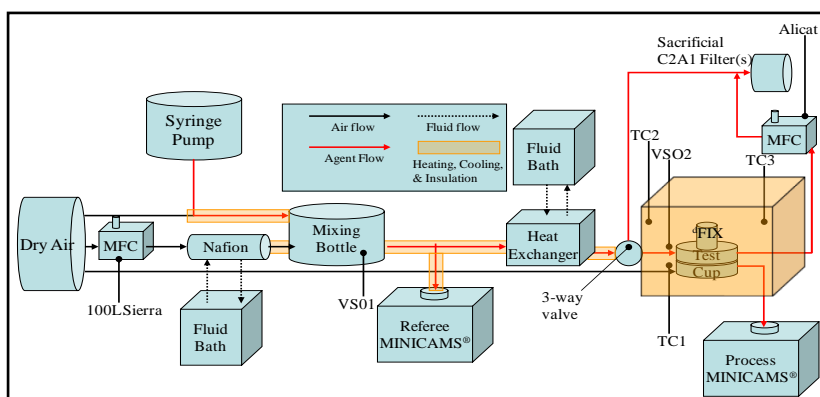 Alicat
Sacrificial
C2A1 Filter(s)
Syringe
Pump
Air flow
Fluid flow
Agent Flow
Heating, Cooling,
& Insulation
Fluid
Bath
MFC
TC2
VSO2
TC3
dFIX
Test
Cup
Dry Air
MFC
Nafion
Mixing
Bottle
Heat
Exchanger
100LSierra
Fluid
Bath
VS01
Referee
MINICAMS®
3-way
valve
TC1
Process
MINICAMS®